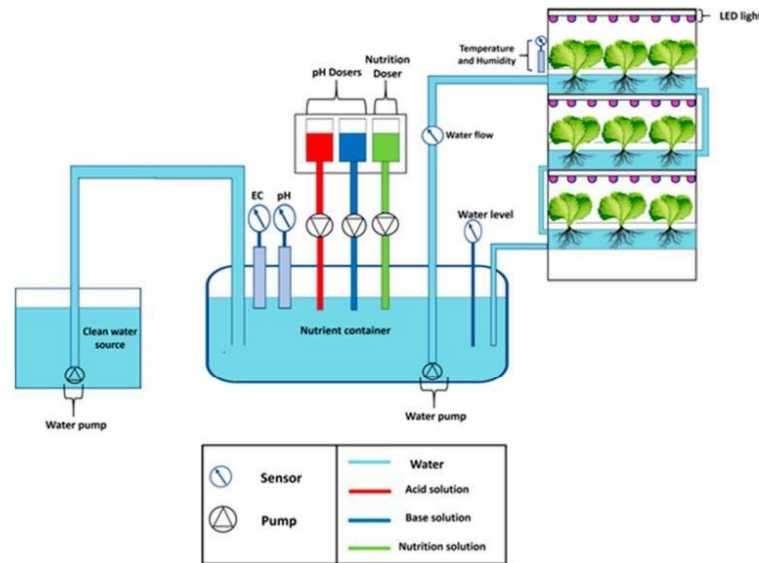 LED light
Temperature
and Humidity
Nutrition
Doser
pH Dosers
Water flow
EC
pH
Water level
Clean water
source
Nutrient container
Water pump
Water pump
Sensor
Pump
Water
Acid solution
Base solution
Nutrition solution